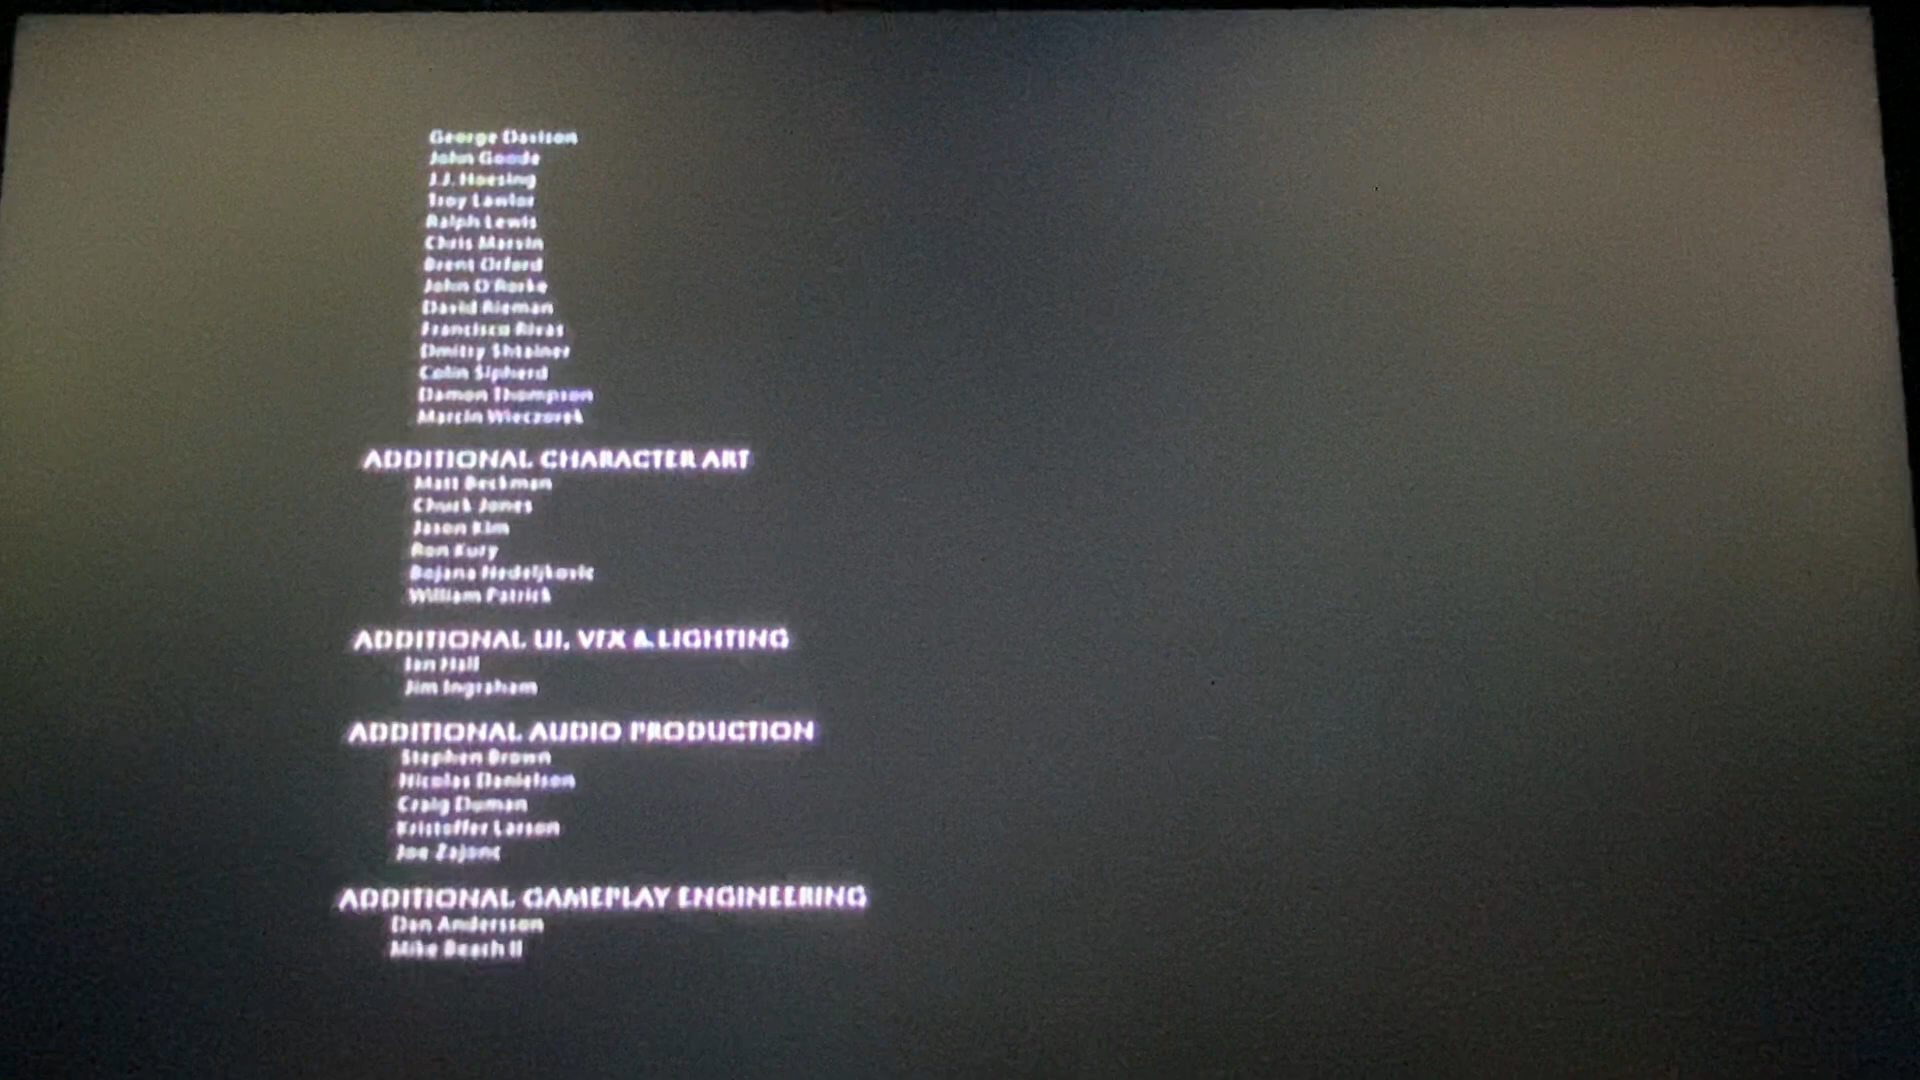 George Davison
John Goode
J.J. Hoesing
Troy Lawlor
Ralph Lewis
Chris Marvin
Brent Orford
John O'Rorke
David Rieman
Francisco Rivas
Dmitry Shtainer
Colin Sipherd
Damon Thompson
Marcin Wieczorek
ADDITIONAL CHARACTER ART
Matt Beckman
Chuck Jones
Jason Kim
Ron Kury
Bojana Nedeljkovic
William Petrick
ADDITIONAL UI, VFX & LIGHTING
Ian Hall
Jim Ingraham
ADDITIONAL AUDIO PRODUCTION
Stephen Brown
Nicolas Danielson
Craig Duman
Kristoffer Larson
Joe Zajonc
ADDITIONAL GAMEPLAY ENGINEERING
Dan Andersson
Mike Beach II